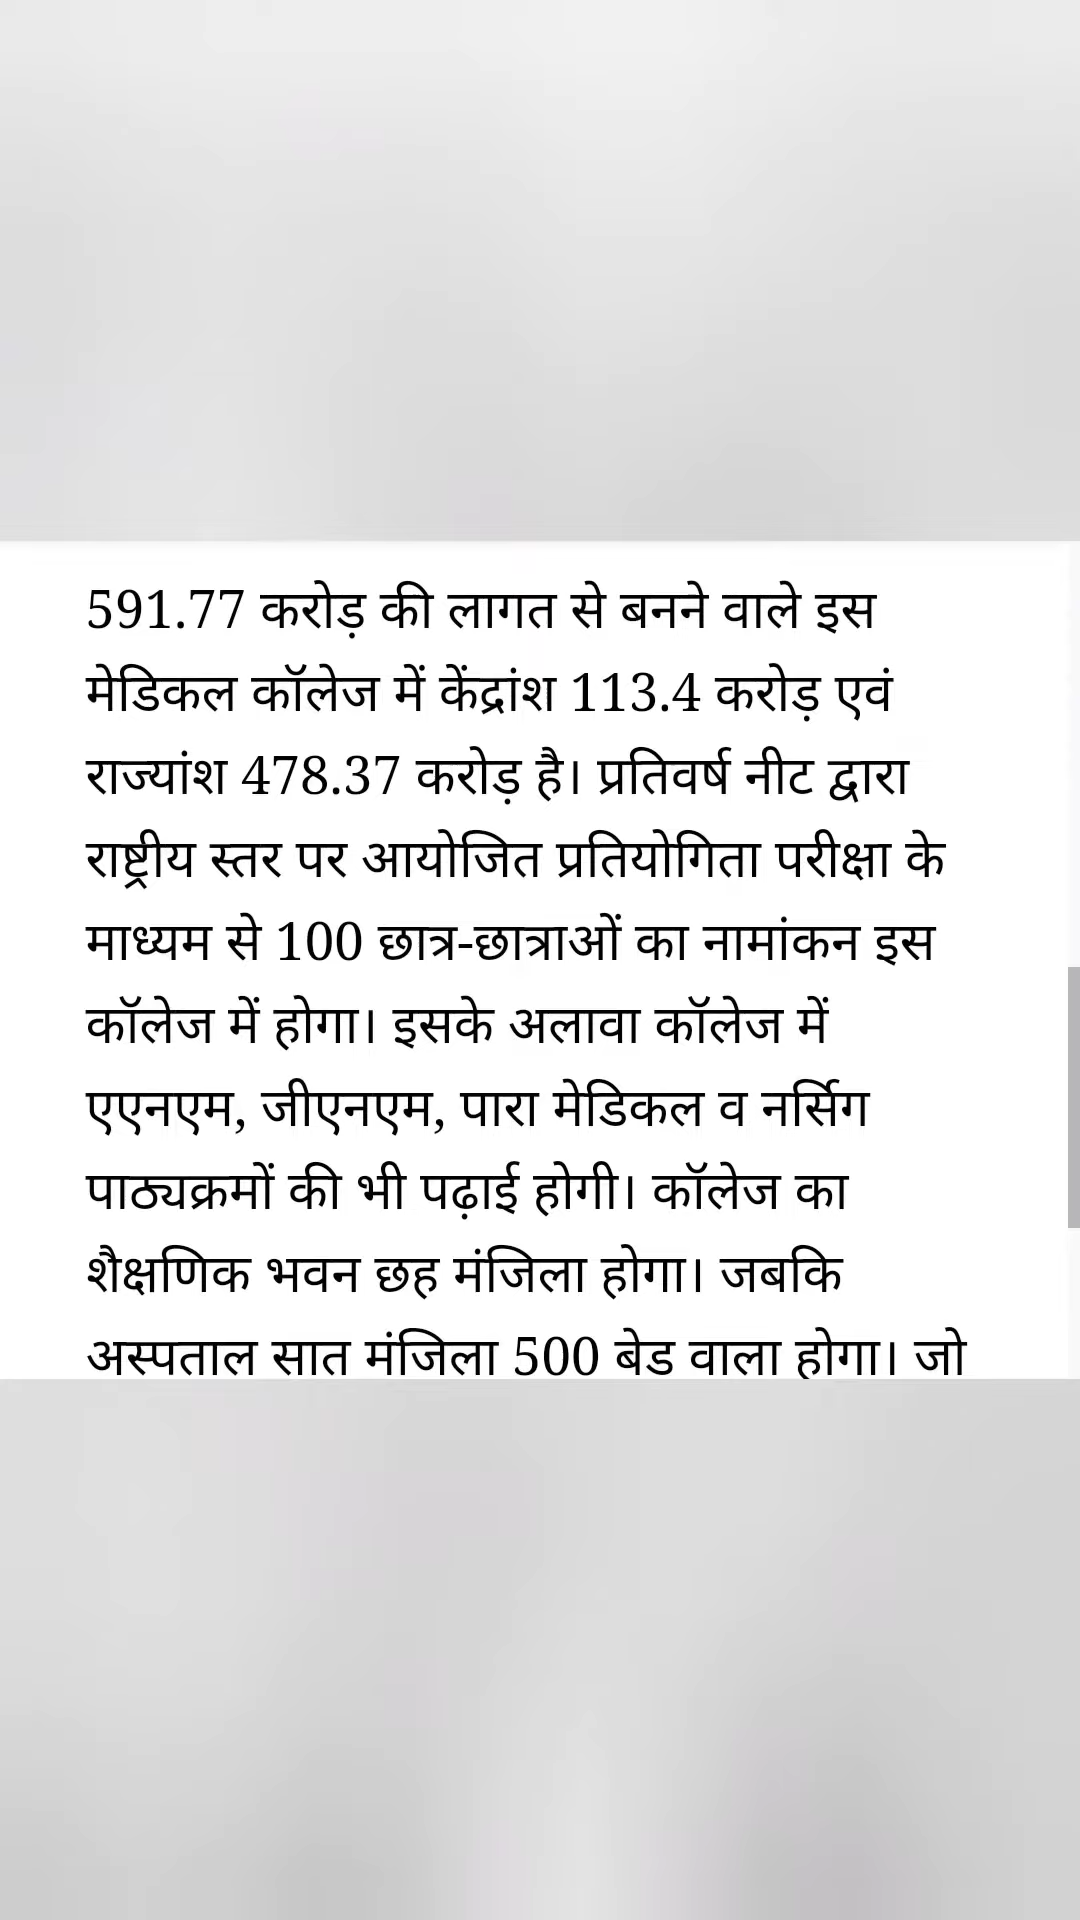 591.77 करोड़ की लागत से बनने वाले इस
मेडिकल कॉलेज में केंद्रांश 113.4 करोड़ एवं
राज्यांश 478.37 करोड़ है। प्रतिवर्ष नीट द्वारा
राष्ट्रीय स्तर पर आयोजित प्रतियोगिता परीक्षा के
माध्यम से 100 छात्र-छात्राओं का नामांकन इस
कॉलेज में होगा। इसके अलावा कॉलेज में
एएनएम, जीएनएम, पारा मेडिकल व नर्सिग
पाठ्यक्रमों की भी पढ़ाई होगी। कॉलेज का
शैक्षणिक भवन छह मंजिला होगा। जबकि
अस्पताल सात मंजिला 500 बेड वाला होगा। जो